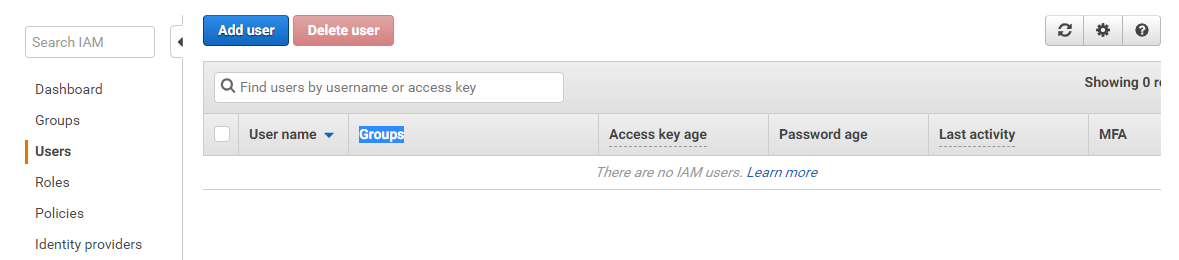 Search IAM
Dashboard
Groups
Users
Roles
Policies
Identity providers
Add user Delete user
Find users by username or access key
Showing 0
User name Groups Access key age Password age Last activity MFA
There are no IAM users. Learn more